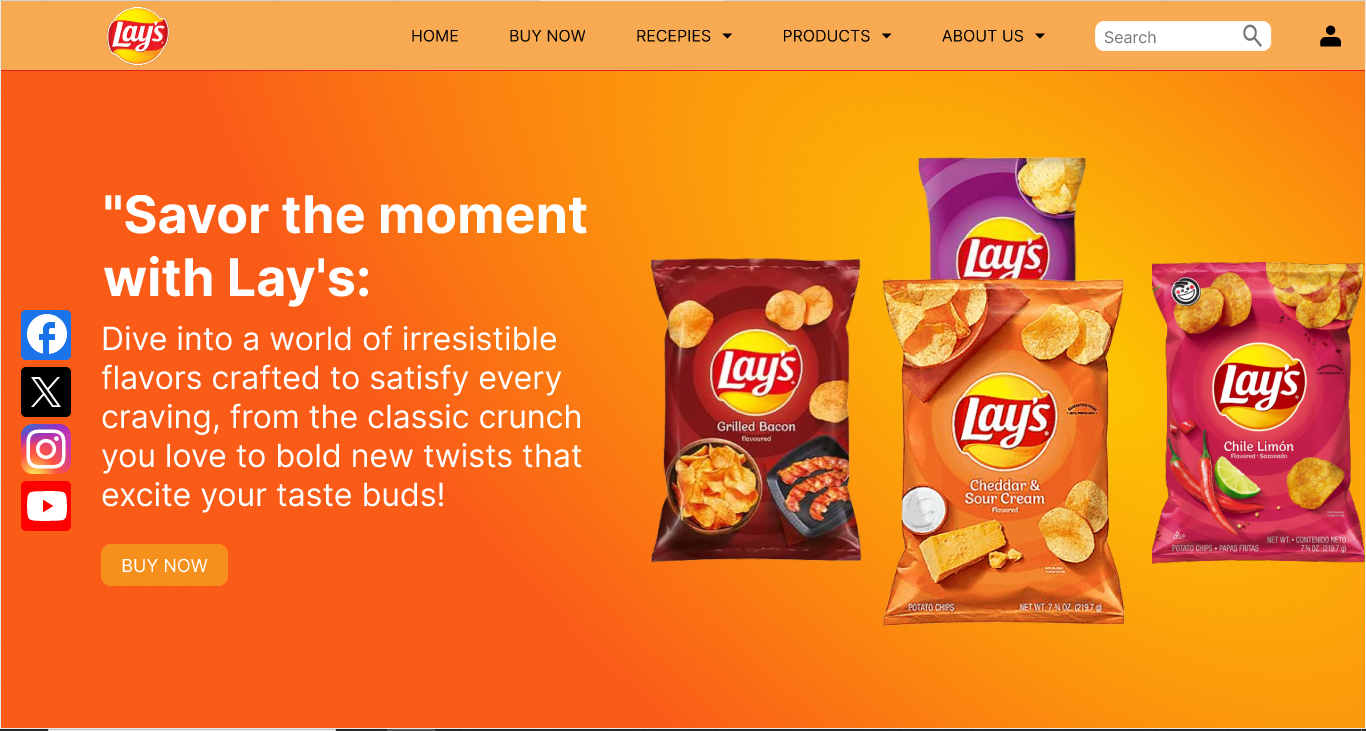 Lay's
HOME
BUY NOW
RECEPIES
PRODUCTS
ABOUT US
Search
"Savor the moment
with Lay's:
Dive into a world of irresistible
flavors crafted to satisfy every
craving, from the classic crunch
you love to bold new twists that
excite your taste buds!
BUY NOW
Lay's
Lay's
Grilled Bacon
flavoured
Lay's
Cheddar &
Sour Cream
Flavored
POTATO CHIPS
NET WT. 7 ¾ OZ. (219.7 g)
Lay's
Chile Limón
Flavored • Sazonada
POTATO CHIPS • PAPAS FRITAS
NET WT. • CONTENIDO NETO
7 ¾ OZ. (219.7 g)